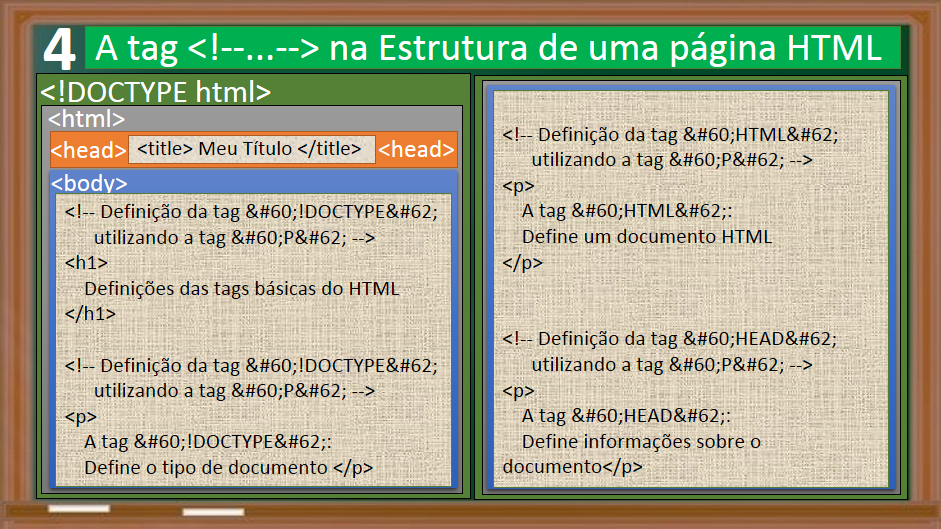 4 A tag <!--...--> na Estrutura de uma página HTML
<!DOCTYPE html>
<html>
<head> <title> Meu Título </title> <head>
<body>
<!-- Definição da tag &#60;!DOCTYPE&#62;
utilizando a tag &#60;P&#62; -->
<h1>
Definições das tags básicas do HTML
</h1>
<!-- Definição da tag &#60;!DOCTYPE&#62;
utilizando a tag &#60;P&#62; -->
<p>
A tag &#60;!DOCTYPE&#62;:
Define o tipo de documento </p>
<!-- Definição da tag &#60;HTML&#62;
utilizando a tag &#60;P&#62; -->
<p>
A tag &#60;HTML&#62;:
Define um documento HTML
</p>
<!-- Definição da tag &#60;HEAD&#62;
utilizando a tag &#60;P&#62; -->
<p>
A tag &#60;HEAD&#62;:
Define informações sobre o
documento</p>